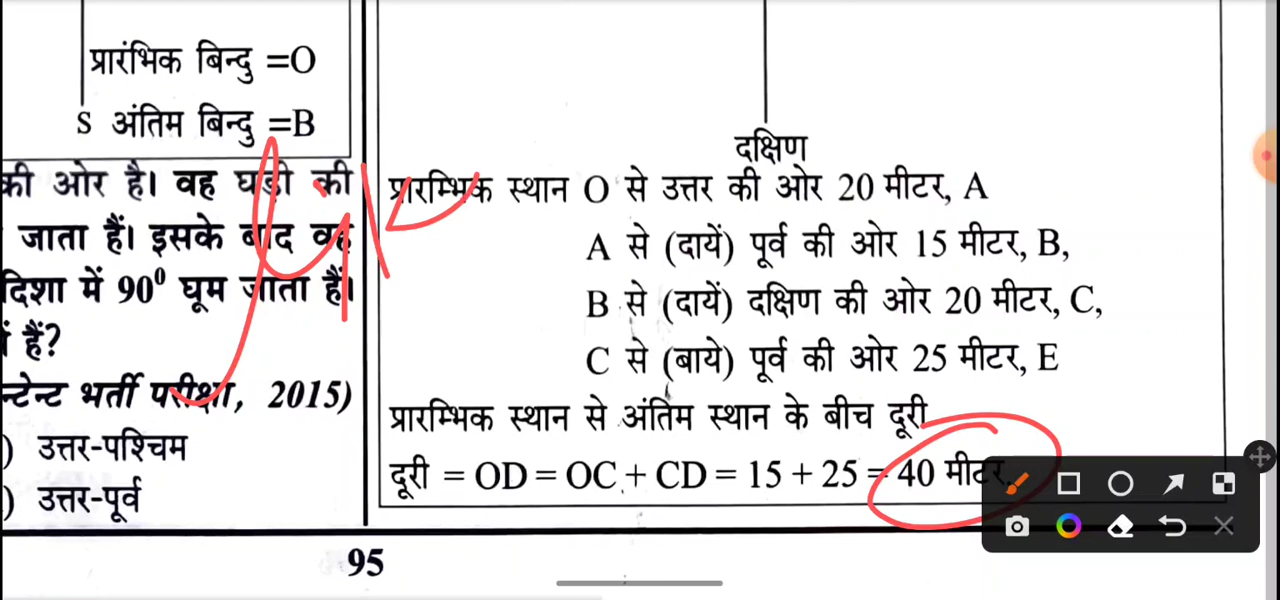 प्रारंभिक बिन्दु =O
S अंतिम बिन्दु =B
की ओर है। वह घड़ी की
जाता हैं। इसके बाद वह
दिशा में 90⁰ घूम जाता हैं।
हैं?
न्टेन्ट भर्ती परीक्षा, 2015)
) उत्तर-पश्चिम
) उत्तर-पूर्व
दक्षिण
प्रारम्भिक स्थान O से उत्तर की ओर 20 मीटर, A
A से (दायें) पूर्व की ओर 15 मीटर, B,
B से (दायें) दक्षिण की ओर 20 मीटर, C,
C से (बाये) पूर्व की ओर 25 मीटर, E
प्रारम्भिक स्थान से अंतिम स्थान के बीच दूरी
दूरी = OD = OC + CD = 15 + 25 = 40 मीटर
95